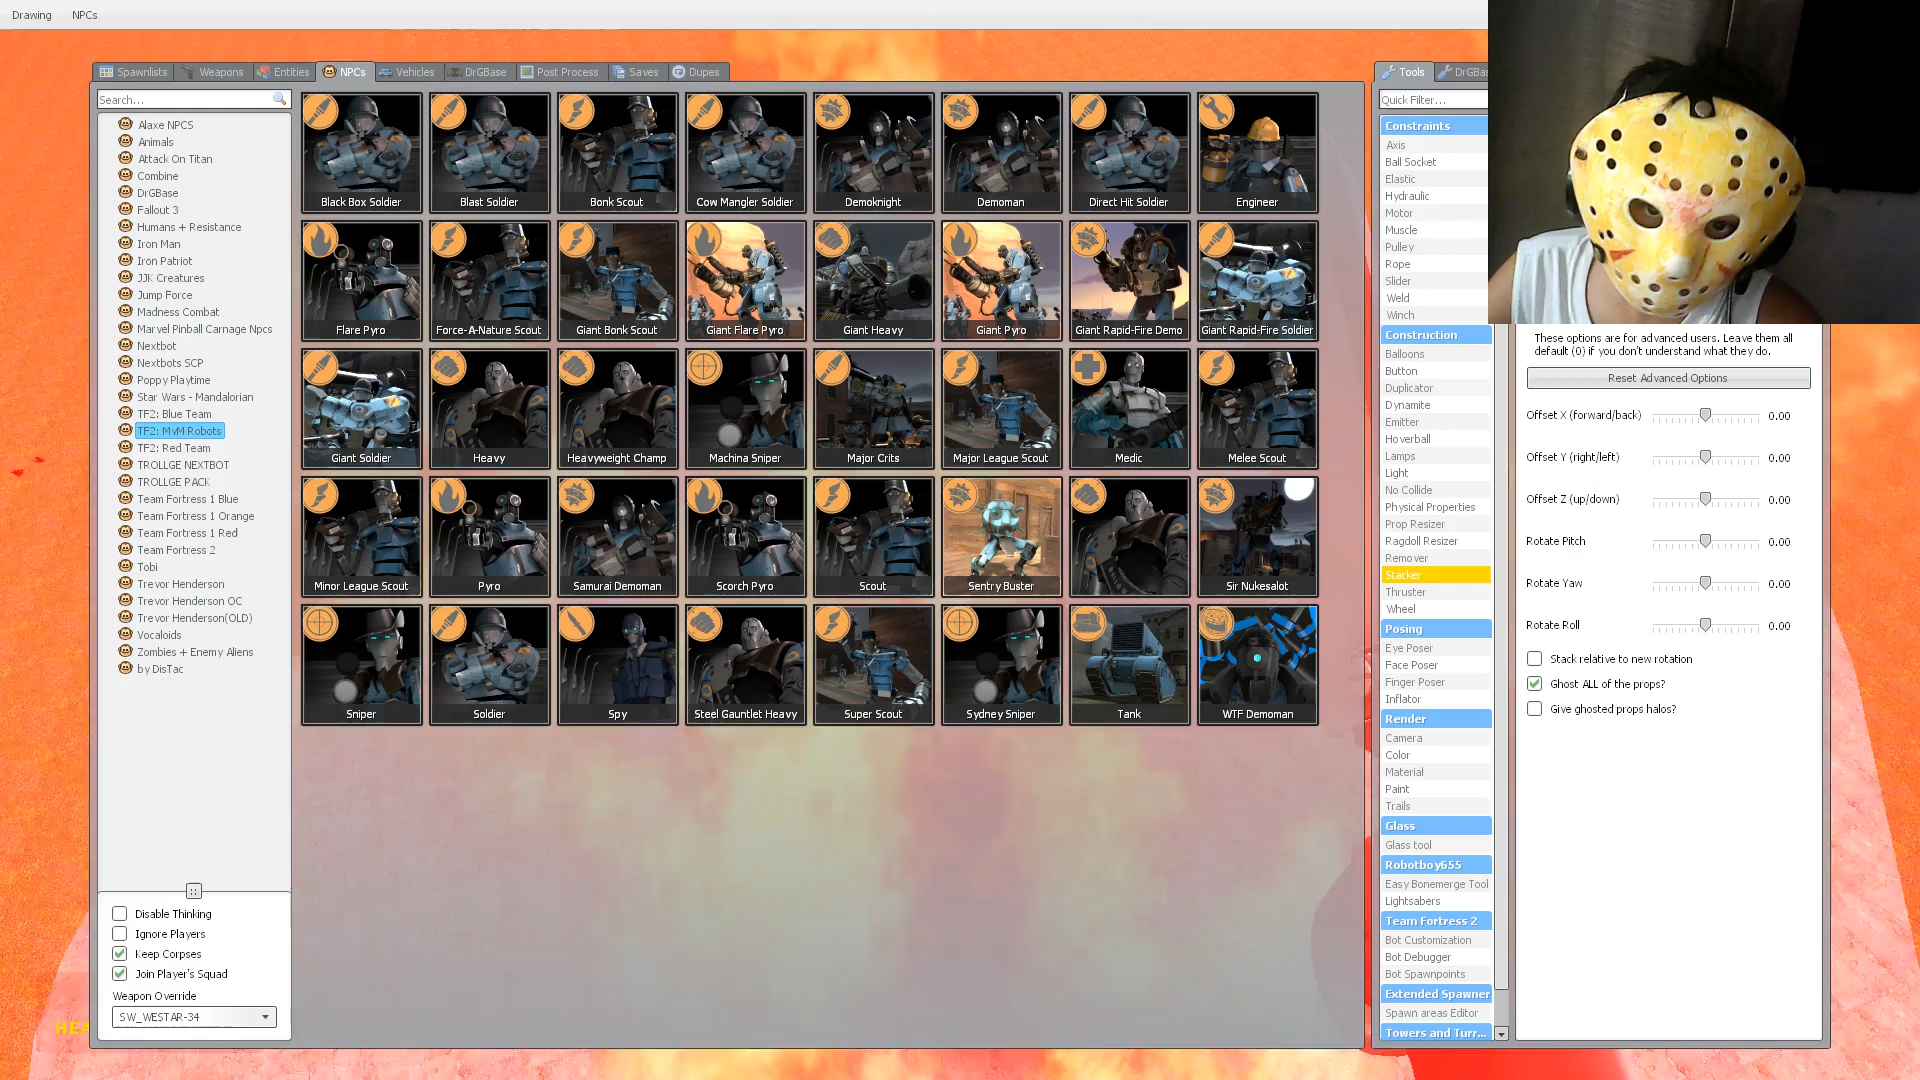 Drawing NPCs
Spawnlists Weapons Entities NPCs Vehicles DrGBase Post Process Saves Dupes
Search...
Alaxe NPCS
Animals
Attack On Titan
Combine
DrGBase
Fallout 3
Humans + Resistance
Iron Man
Iron Patriot
JJK Creatures
Jump Force
Madness Combat
Marvel Pinball Carnage Npcs
Nextbot
Nextbots SCP
Poppy Playtime
Star Wars - Mandalorian
TF2: Blue Team
TF2: MvM Robots
TF2: Red Team
TROLLGE NEXTBOT
TROLLGE PACK
Team Fortress 1 Blue
Team Fortress 1 Orange
Team Fortress 1 Red
Team Fortress 2
Tobi
Trevor Henderson
Trevor Henderson OC
Trevor Henderson(OLD)
Vocaloids
Zombies + Enemy Aliens
by DisTac
Disable Thinking
Ignore Players
Keep Corpses
Join Player's Squad
Weapon Override
SW_WESTAR-34
HEA
Black Box Soldier Blast Soldier Bonk Scout Cow Mangler Soldier Demoknight Demoman Direct Hit Soldier Engineer
Flare Pyro Force-A-Nature Scout Giant Bonk Scout Giant Flare Pyro Giant Heavy Giant Pyro Giant Rapid-Fire Demo Giant Rapid-Fire Soldier
Giant Soldier Heavy Heavyweight Champ Machina Sniper Major Crits Major League Scout Medic Melee Scout
Minor League Scout Pyro Samurai Demoman Scorch Pyro Scout Sentry Buster Sir Nukesalot
Sniper Soldier Spy Steel Gauntlet Heavy Super Scout Sydney Sniper Tank WTF Demoman
Tools DrGBas
Quick Filter...
Constraints
Axis
Ball Socket
Elastic
Hydraulic
Motor
Muscle
Pulley
Rope
Slider
Weld
Winch
Construction
Balloons
Button
Duplicator
Dynamite
Emitter
Hoverball
Lamps
Light
No Collide
Physical Properties
Prop Resizer
Ragdoll Resizer
Remover
Stacker
Thruster
Wheel
Posing
Eye Poser
Face Poser
Finger Poser
Inflator
Render
Camera
Color
Material
Paint
Trails
Glass
Glass tool
Robotboy655
Easy Bonemerge Tool
Lightsabers
Team Fortress 2
Bot Customization
Bot Debugger
Bot Spawnpoints
Extended Spawner
Spawn areas Editor
Towers and Turr...
These options are for advanced users. Leave them all
default (0) if you don't understand what they do.
Reset Advanced Options
Offset X (forward/back) 0.00
Offset Y (right/left) 0.00
Offset Z (up/down) 0.00
Rotate Pitch 0.00
Rotate Yaw 0.00
Rotate Roll 0.00
Stack relative to new rotation
Ghost ALL of the props?
Give ghosted props halos?